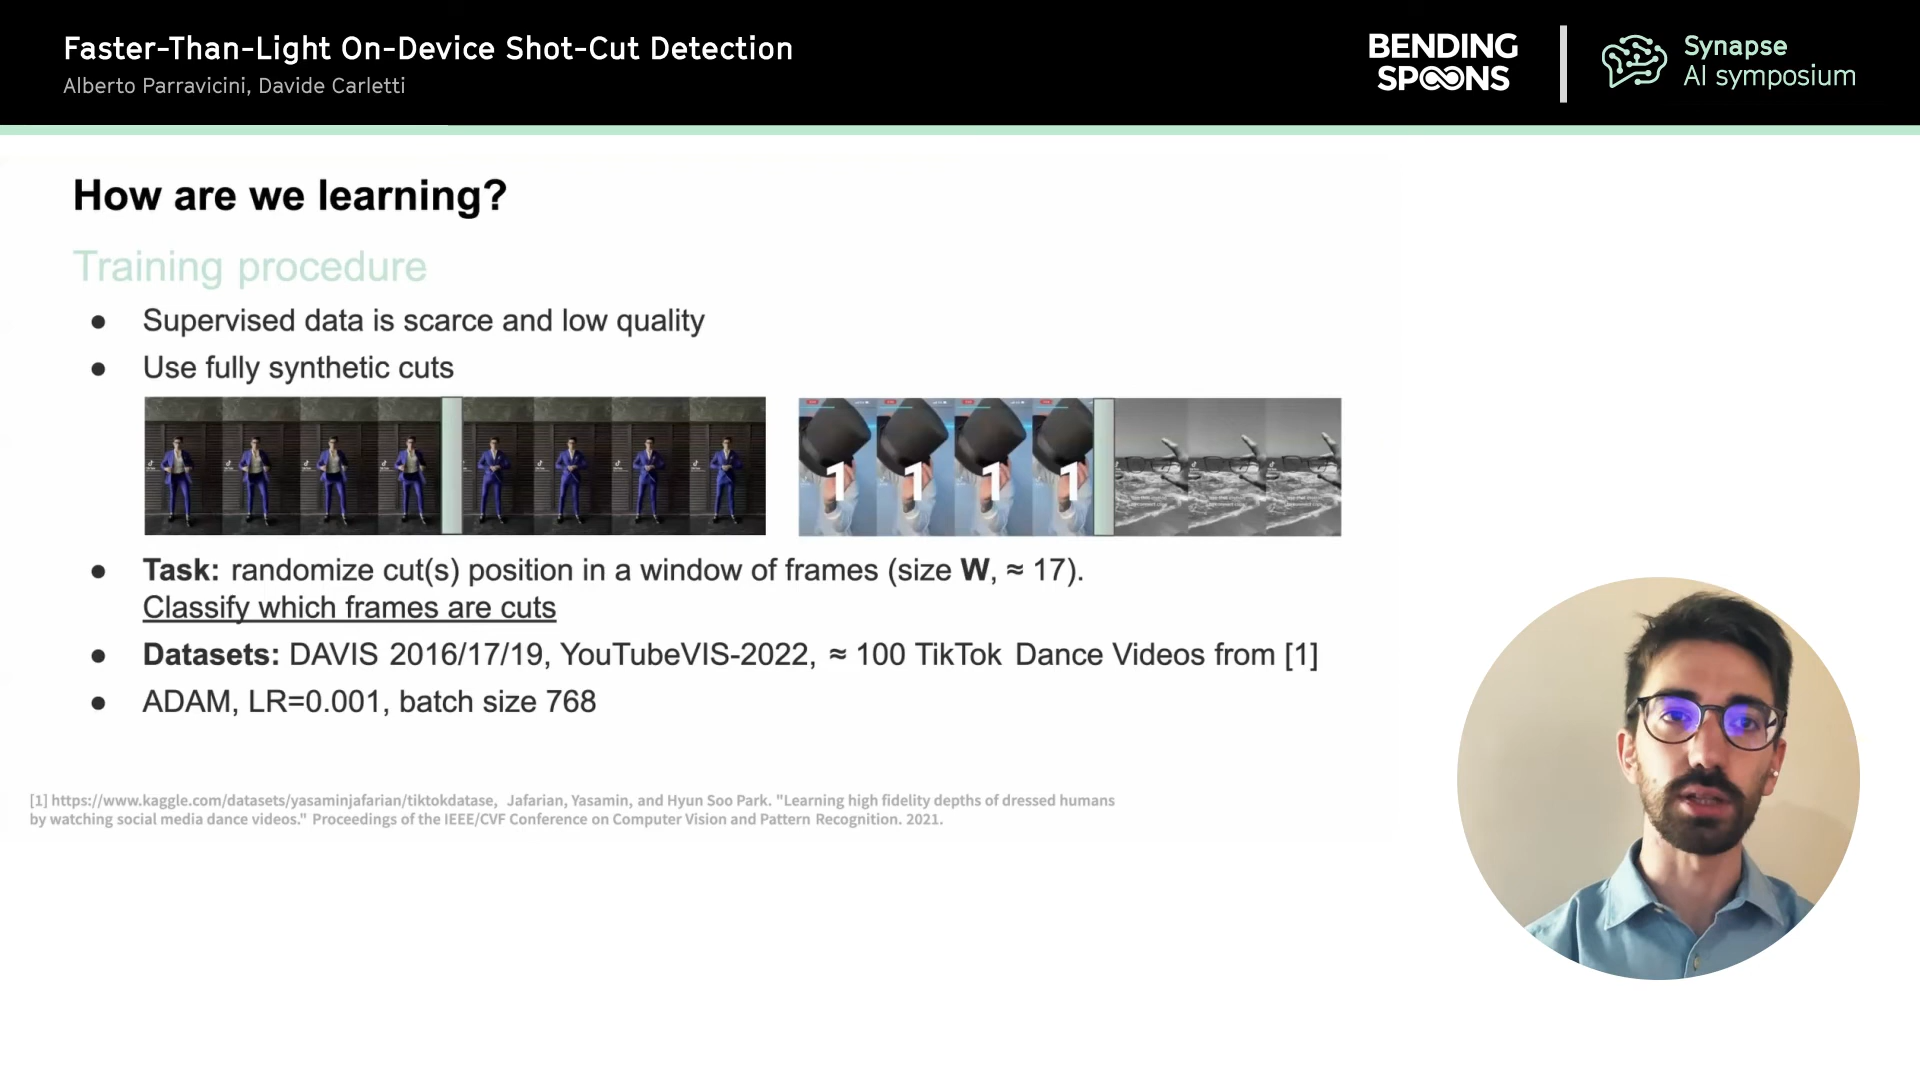 Faster-Than-Light On-Device Shot-Cut Detection
Alberto Parravicini, Davide Carletti
BENDING
SPOONS
Synapse
AI symposium
How are we learning?
Training procedure
● Supervised data is scarce and low quality
● Use fully synthetic cuts
1 1 1 1
● Task: randomize cut(s) position in a window of frames (size W, ≈ 17).
Classify which frames are cuts
● Datasets: DAVIS 2016/17/19, YouTubeVIS-2022, ≈ 100 TikTok Dance Videos from [1]
● ADAM, LR=0.001, batch size 768
[1] https://www.kaggle.com/datasets/yasaminjafarian/tiktokdatase, Jafarian, Yasamin, and Hyun Soo Park. "Learning high fidelity depths of dressed humans
by watching social media dance videos." Proceedings of the IEEE/CVF Conference on Computer Vision and Pattern Recognition. 2021.